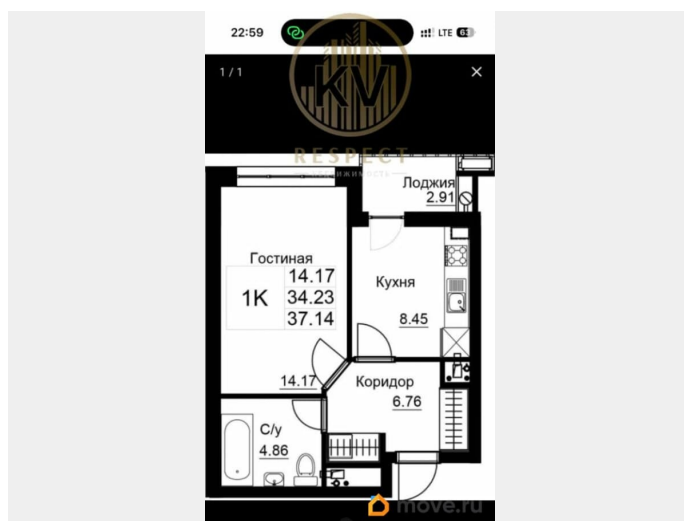 22:59
LTE
1 / 1
KV
RESPECT
НЕДВИЖИМОСТЬ
Лоджия
2.91
Гостиная
14.17
1K
34.23
37.14
Кухня
8.45
14.17
Коридор
6.76
С/у
4.86
move.ru